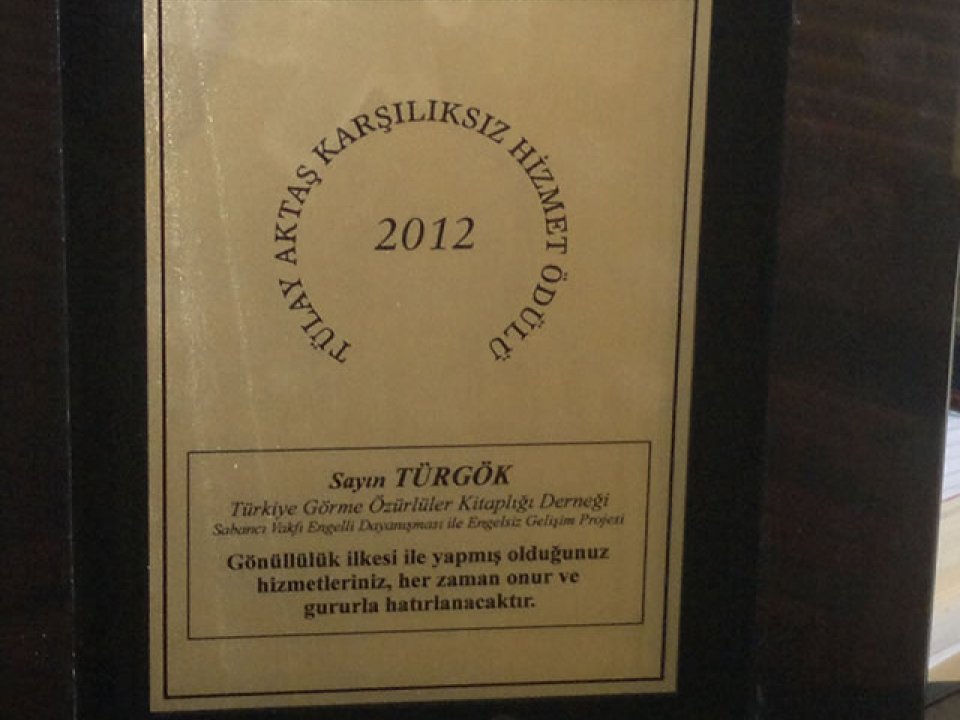 TÜLAY AKTAŞ KARŞILIKSIZ HİZMET ÖDÜLÜ
2012
Sayın TÜRGÖK
Türkiye Görme Özürlüler Kitaplığı Derneği
Sabancı Vakfı Engelli Dayanışması ile Engelsiz Gelişim Projesi
Gönüllülük ilkesi ile yapmış olduğunuz
hizmetleriniz, her zaman onur ve
gururla hatırlanacaktır.